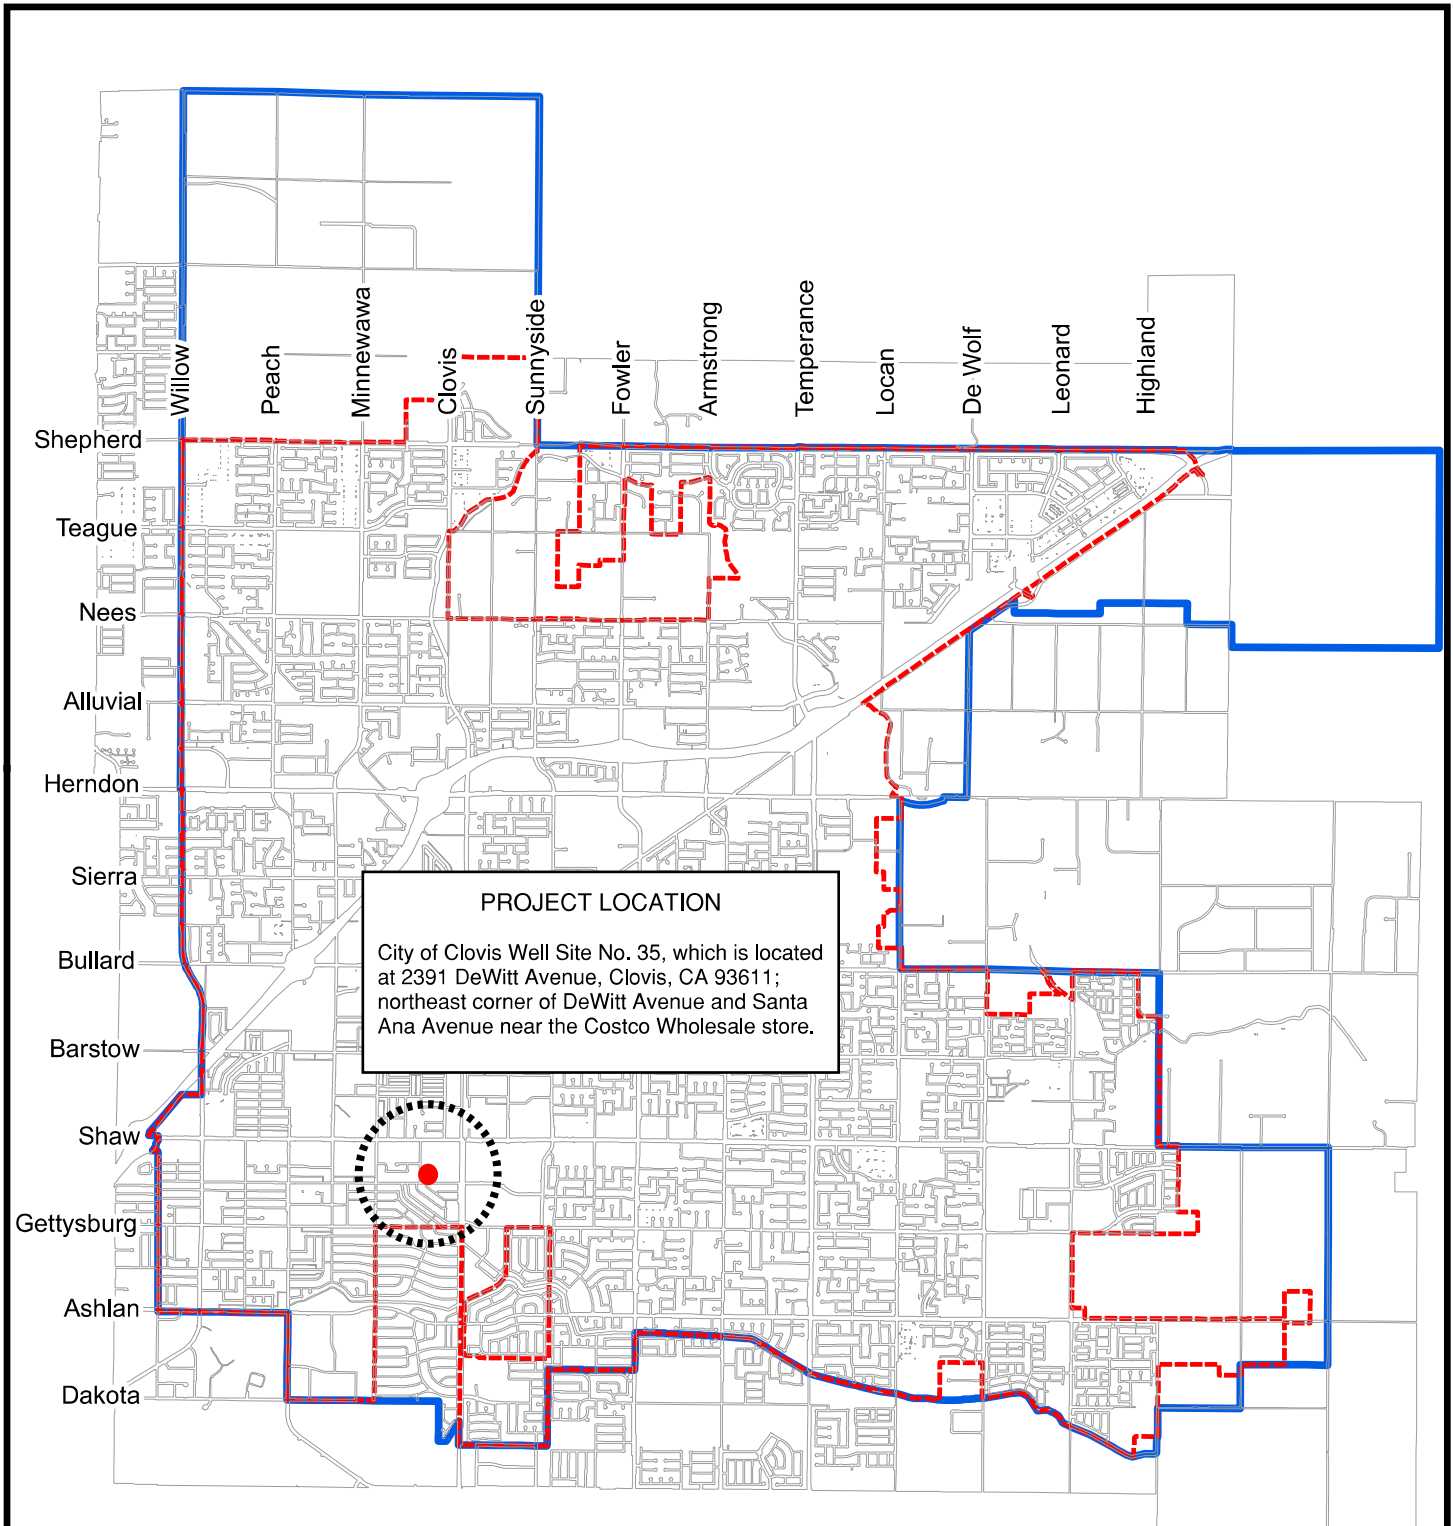 Willow
Peach
Minnewawa
Clovis
Sunnyside
Fowler
Armstrong
Temperance
Locan
De Wolf
Leonard
Highland
Shepherd
Teague
Nees
Alluvial
Herndon
Sierra
Bullard
Barstow
Shaw
Gettysburg
Ashlan
Dakota
PROJECT LOCATION
City of Clovis Well Site No. 35, which is located
at 2391 DeWitt Avenue, Clovis, CA 93611;
northeast corner of DeWitt Avenue and Santa
Ana Avenue near the Costco Wholesale store.